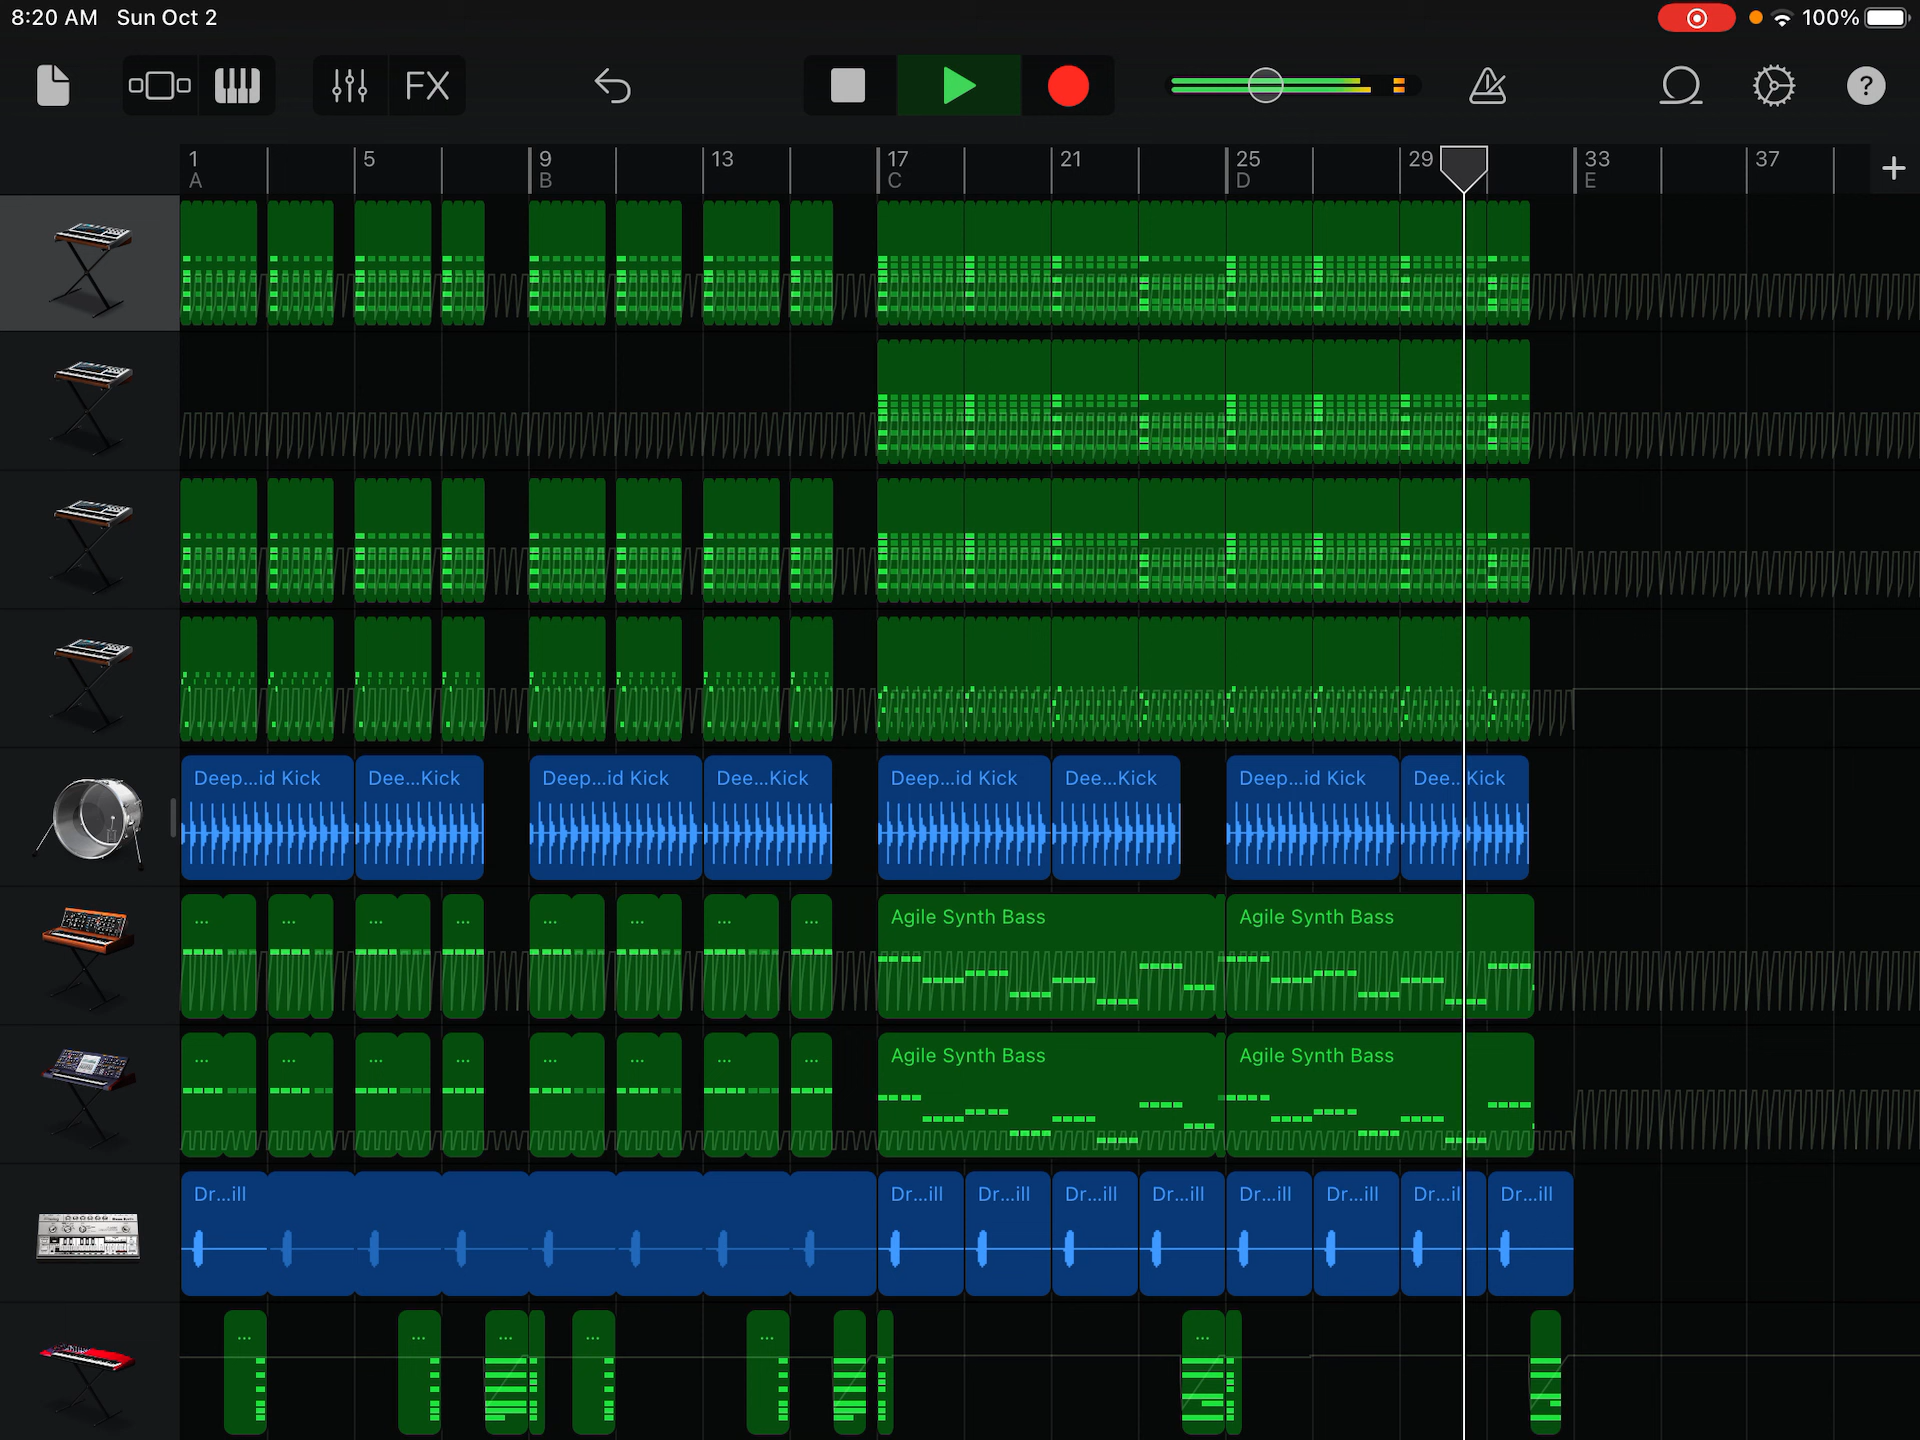 8:20 AM Sun Oct 2 100%
FX ?
1 5 9 13 17 21 25 29 33 37 +
A B C D E
Deep...id Kick Dee...Kick Deep...id Kick Dee...Kick Deep...id Kick Dee...Kick Deep...id Kick Dee...Kick
... ... ... ... ... ... ... ... Agile Synth Bass Agile Synth Bass
... ... ... ... ... ... ... ... Agile Synth Bass Agile Synth Bass
Dr...ill Dr...ill Dr...ill Dr...ill Dr...ill Dr...ill Dr...ill Dr...ill Dr...ill
... ... ... ... ... ...